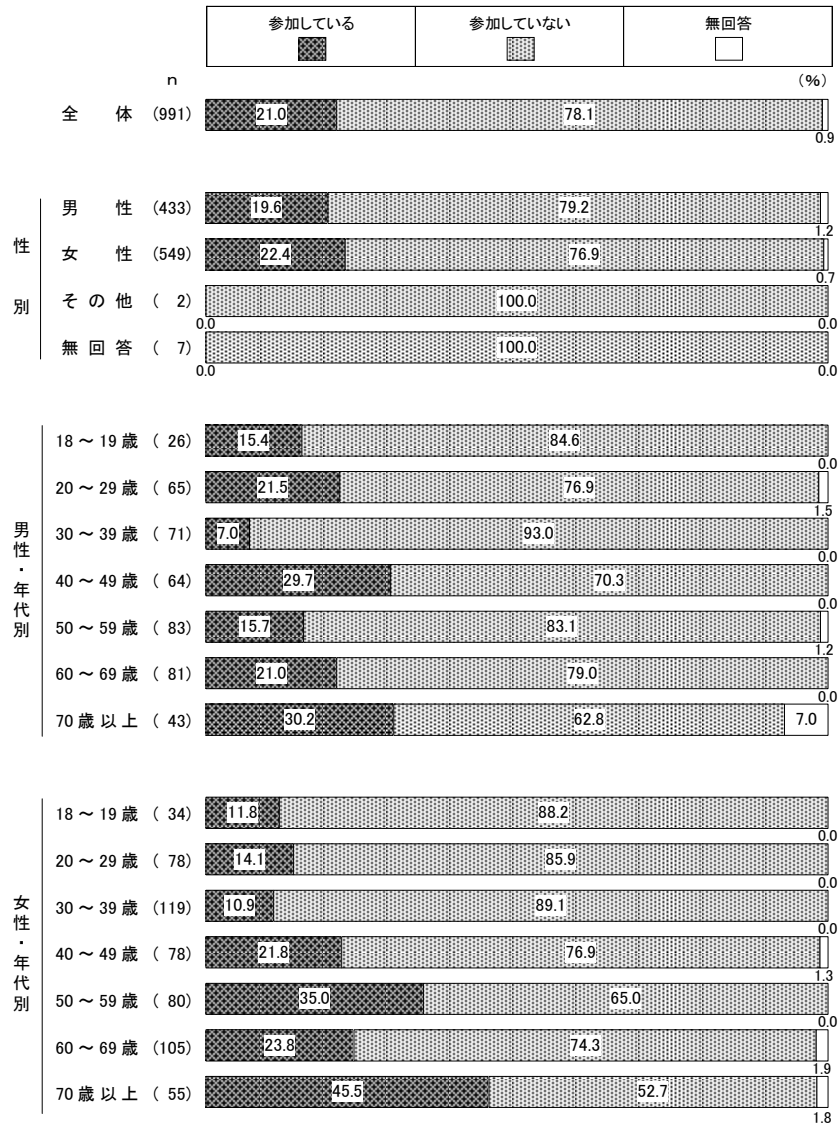 参加している 参加していない 無回答
n (%)
全 体 (991) 21.0 78.1 0.9
性別
男 性 (433) 19.6 79.2 1.2
女 性 (549) 22.4 76.9 0.7
その他 ( 2) 0.0 100.0 0.0
無回答 ( 7) 0.0 100.0 0.0
男性・年代別
18～19歳 ( 26) 15.4 84.6 0.0
20～29歳 ( 65) 21.5 76.9 1.5
30～39歳 ( 71) 7.0 93.0 0.0
40～49歳 ( 64) 29.7 70.3 0.0
50～59歳 ( 83) 15.7 83.1 1.2
60～69歳 ( 81) 21.0 79.0 0.0
70歳以上 ( 43) 30.2 62.8 7.0
女性・年代別
18～19歳 ( 34) 11.8 88.2 0.0
20～29歳 ( 78) 14.1 85.9 0.0
30～39歳 (119) 10.9 89.1 0.0
40～49歳 ( 78) 21.8 76.9 1.3
50～59歳 ( 80) 35.0 65.0 0.0
60～69歳 (105) 23.8 74.3 1.9
70歳以上 ( 55) 45.5 52.7 1.8